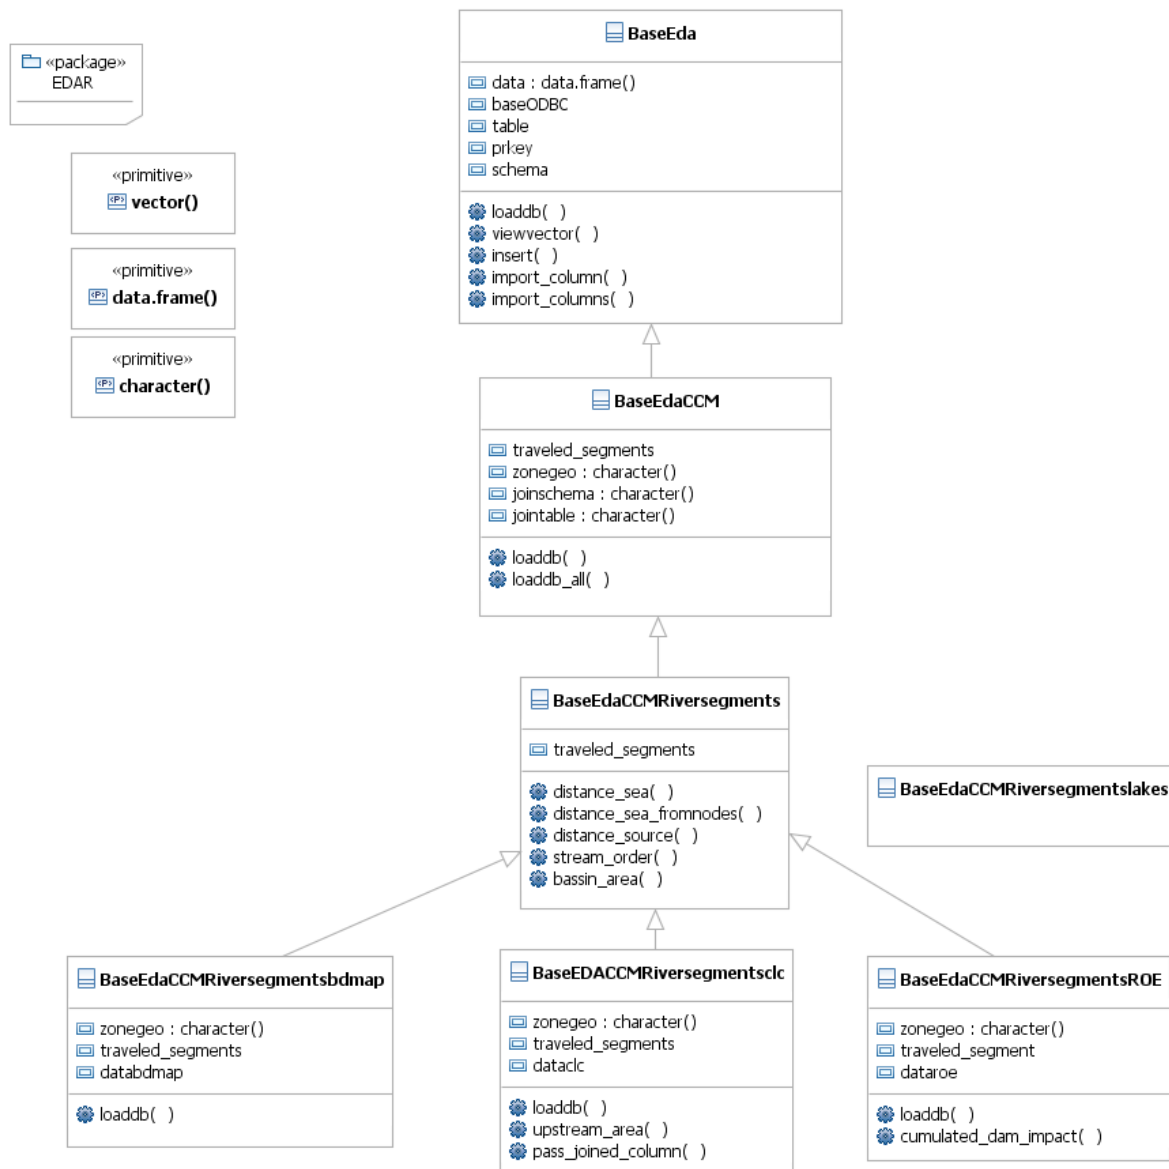 «package»
EDAR
«primitive»
vector()
«primitive»
data.frame()
«primitive»
character()
BaseEda
data : data.frame()
baseODBC
table
prkey
schema
loaddb( )
viewvector( )
insert( )
import_column( )
import_columns( )
BaseEdaCCM
traveled_segments
zonegeo : character()
joinschema : character()
jointable : character()
loaddb( )
loaddb_all( )
BaseEdaCCMRiversegments
traveled_segments
distance_sea( )
distance_sea_fromnodes( )
distance_source( )
stream_order( )
bassin_area( )
BaseEdaCCMRiversegmentslakes
BaseEdaCCMRiversegmentsbdmap
zonegeo : character()
traveled_segments
databdmap
loaddb( )
BaseEDACCMRiversegmentsclc
zonegeo : character()
traveled_segments
dataclc
loaddb( )
upstream_area( )
pass_joined_column( )
BaseEdaCCMRiversegmentsROE
zonegeo : character()
traveled_segment
dataroe
loaddb( )
cumulated_dam_impact( )